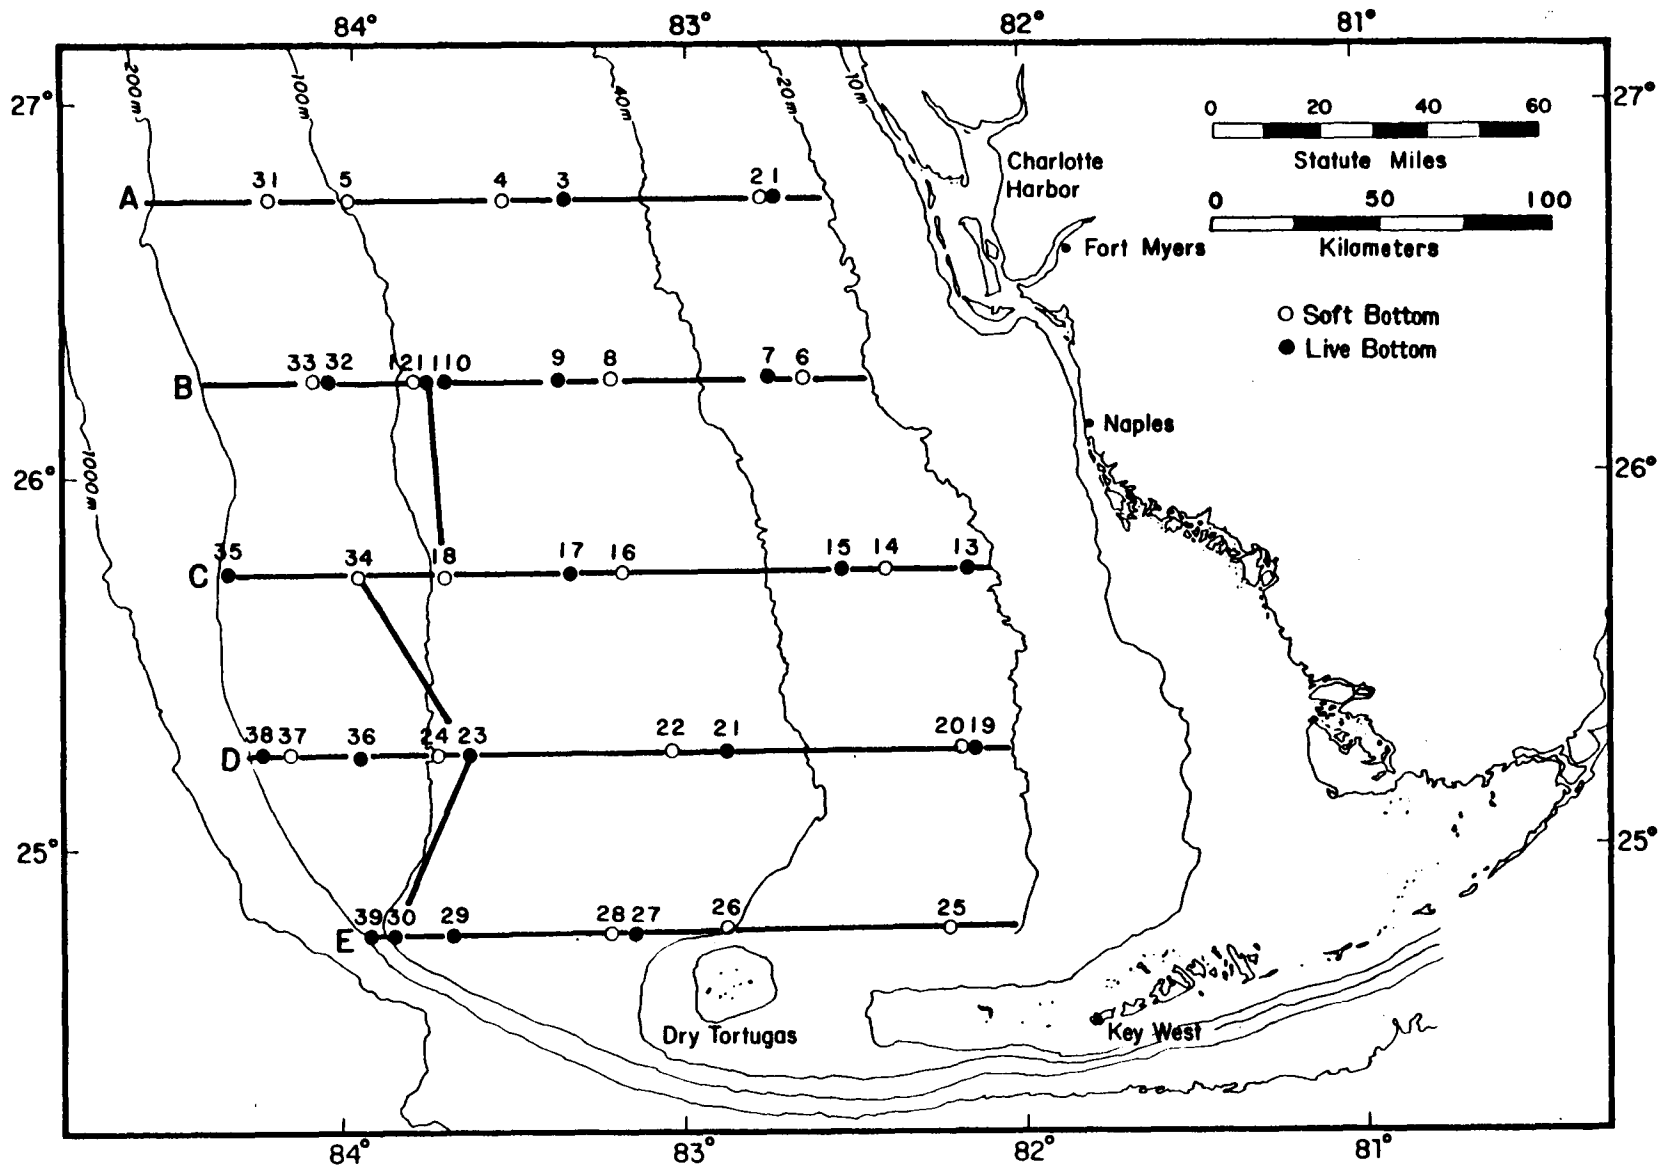 84° 83° 82° 81°
200m 100m 40m 20m 10m
27° 27°
0 20 40 60
Statute Miles
Charlotte
Harbor
0 50 100
Kilometers
Fort Myers
A 31 5 4 3 2 1
Soft Bottom
Live Bottom
B 33 32 12 11 10 9 8 7 6
Naples
1000m
26° 26°
C 35 34 18 17 16 15 14 13
D 38 37 36 24 23 22 21 20 19
25° 25°
E 39 30 29 28 27 26 25
Dry Tortugas
Key West
84° 83° 82° 81°